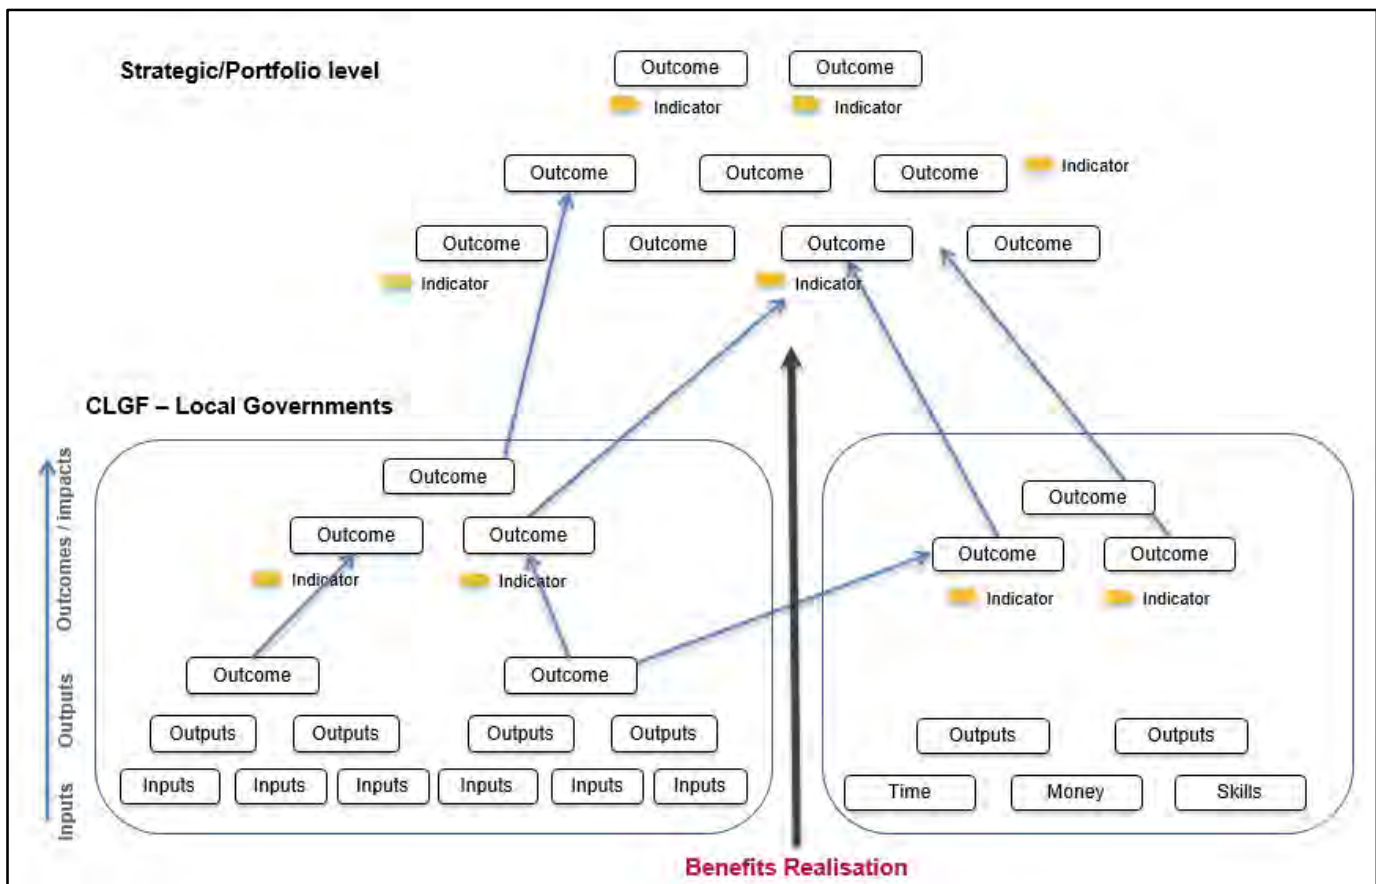 Strategic/Portfolio level
Outcome
Outcome
Indicator
Indicator
Outcome
Outcome
Outcome
Indicator
Outcome
Outcome
Outcome
Outcome
Indicator
Indicator
CLGF – Local Governments
Outcomes / impacts
Outputs
Inputs
Outcome
Outcome
Outcome
Indicator
Indicator
Outcome
Outcome
Outputs
Outputs
Outputs
Outputs
Inputs
Inputs
Inputs
Inputs
Inputs
Inputs
Outcome
Outcome
Outcome
Indicator
Indicator
Outputs
Outputs
Time
Money
Skills
Benefits Realisation